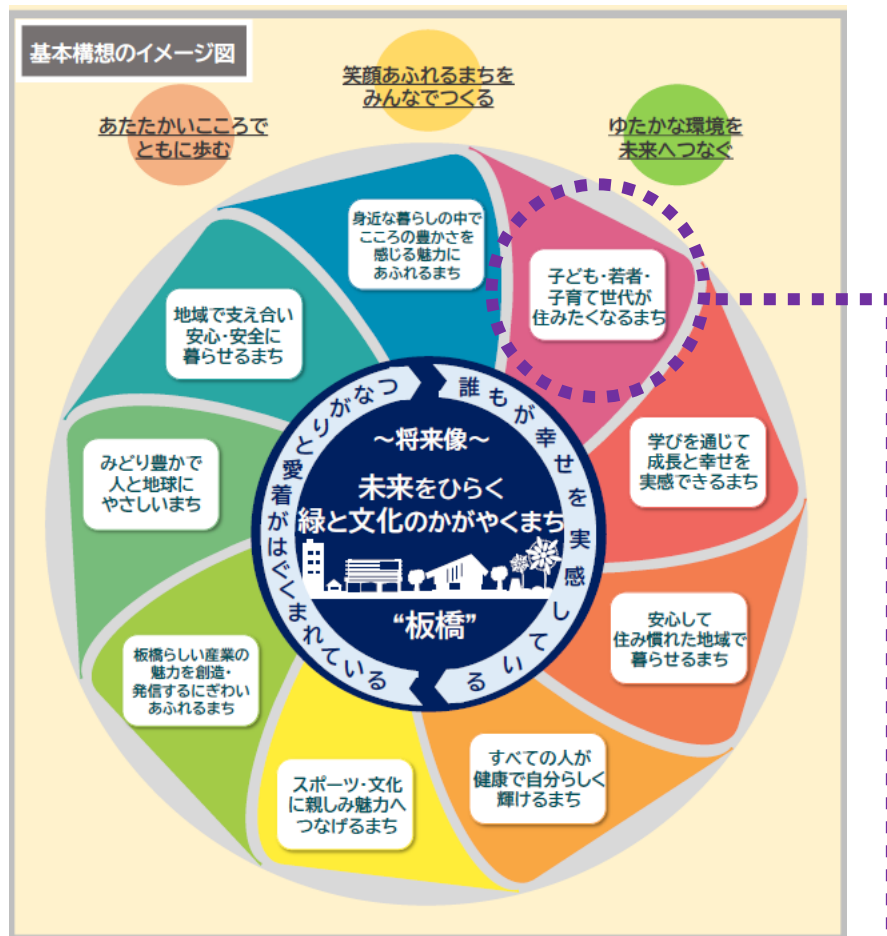 基本構想のイメージ図
あたたかいこころで
ともに歩む
笑顔あふれるまちを
みんなでつくる
ゆたかな環境を
未来へつなぐ
身近な暮らしの中で
こころの豊かさを
感じる魅力に
あふれるまち
子ども・若者・
子育て世代が
住みたくなるまち
学びを通じて
成長と幸せを
実感できるまち
安心して
住み慣れた地域で
暮らせるまち
すべての人が
健康で自分らしく
輝けるまち
スポーツ・文化
に親しみ魅力へ
つなげるまち
板橋らしい産業の
魅力を創造・
発信するにぎわい
あふれるまち
みどり豊かで
人と地球に
やさしいまち
地域で支え合い
安心・安全に
暮らせるまち
誰もが幸せを実感している
つながりと愛着がはぐくまれている
～将来像～
未来をひらく
緑と文化のかがやくまち
“板橋”